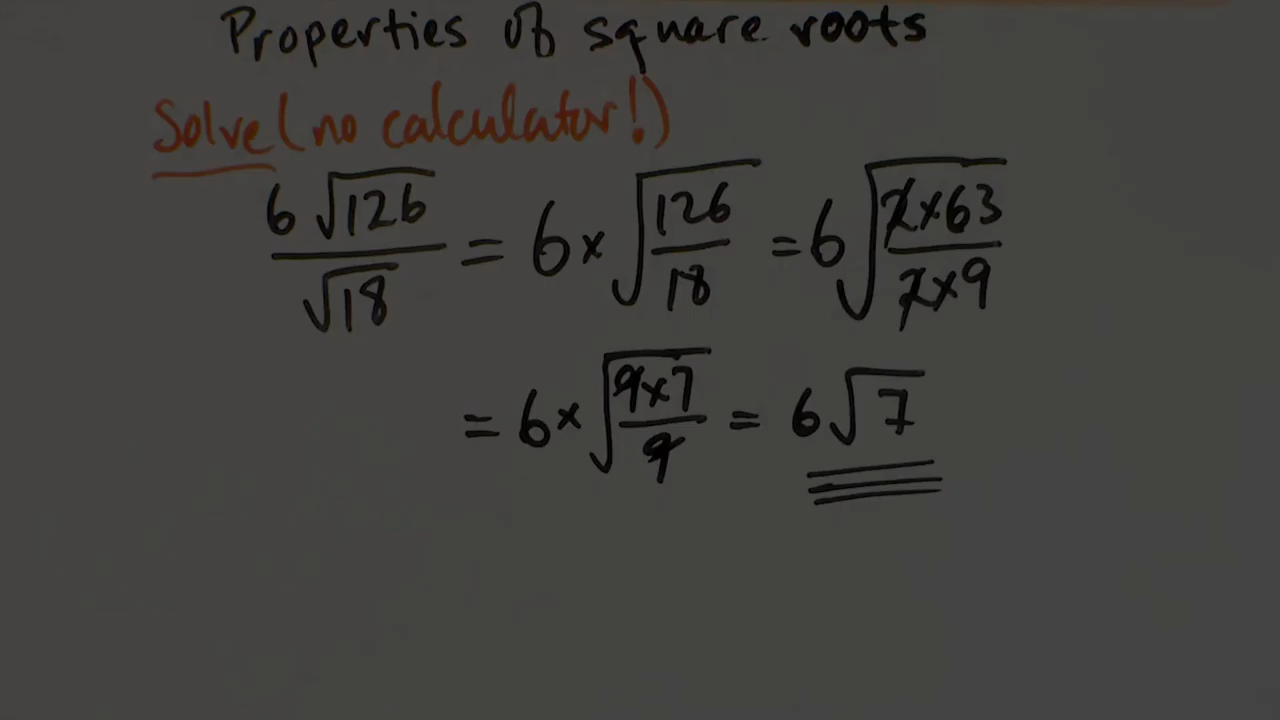 Properties of square roots
Solve (no calculator!)
6√126 / √18 = 6 × √(126/18) = 6√((2×63)/(2×9))
= 6 × √((9×7)/9) = 6√7